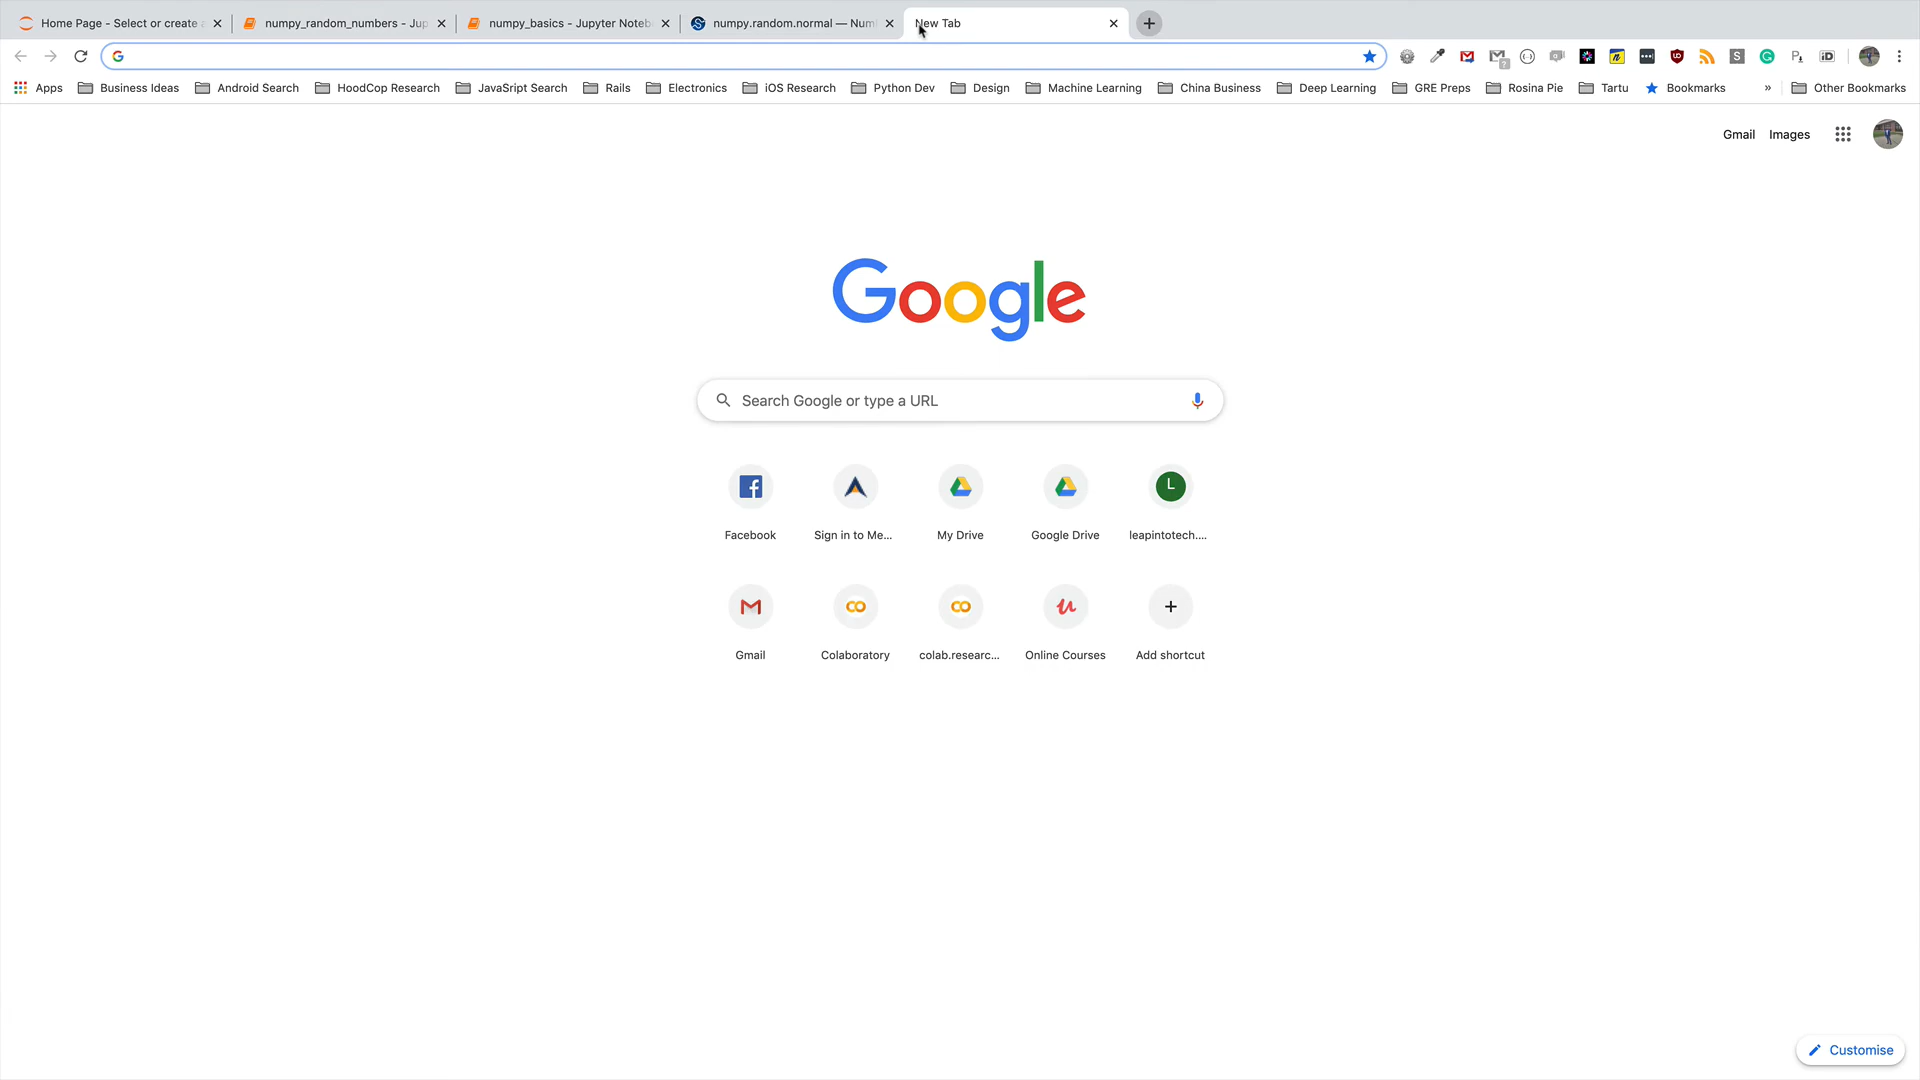 Home Page - Select or create a
numpy_random_numbers - Jup
numpy_basics - Jupyter Noteb
numpy.random.normal — Num
New Tab
Apps
Business Ideas
Android Search
HoodCop Research
JavaSript Search
Rails
Electronics
iOS Research
Python Dev
Design
Machine Learning
China Business
Deep Learning
GRE Preps
Rosina Pie
Tartu
Bookmarks
»
Other Bookmarks
Gmail
Images
Google
Search Google or type a URL
L
Facebook
Sign in to Me...
My Drive
Google Drive
leapintotech....
Gmail
Colaboratory
colab.researc...
Online Courses
Add shortcut
Customise